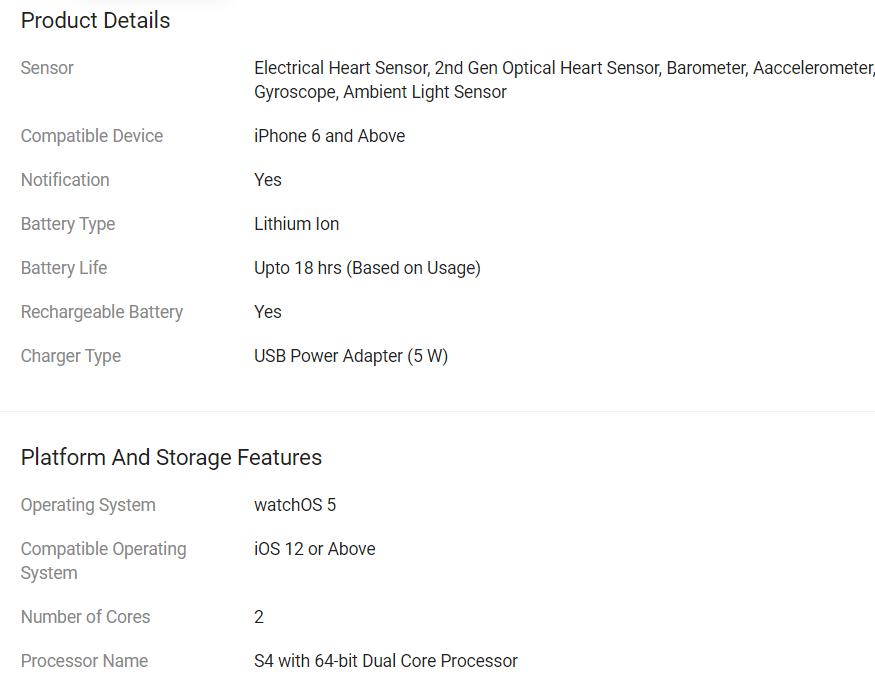 Product Details
Sensor Electrical Heart Sensor, 2nd Gen Optical Heart Sensor, Barometer, Aaccelerometer,
Gyroscope, Ambient Light Sensor
Compatible Device iPhone 6 and Above
Notification Yes
Battery Type Lithium Ion
Battery Life Upto 18 hrs (Based on Usage)
Rechargeable Battery Yes
Charger Type USB Power Adapter (5 W)
Platform And Storage Features
Operating System watchOS 5
Compatible Operating iOS 12 or Above
System
Number of Cores 2
Processor Name S4 with 64-bit Dual Core Processor